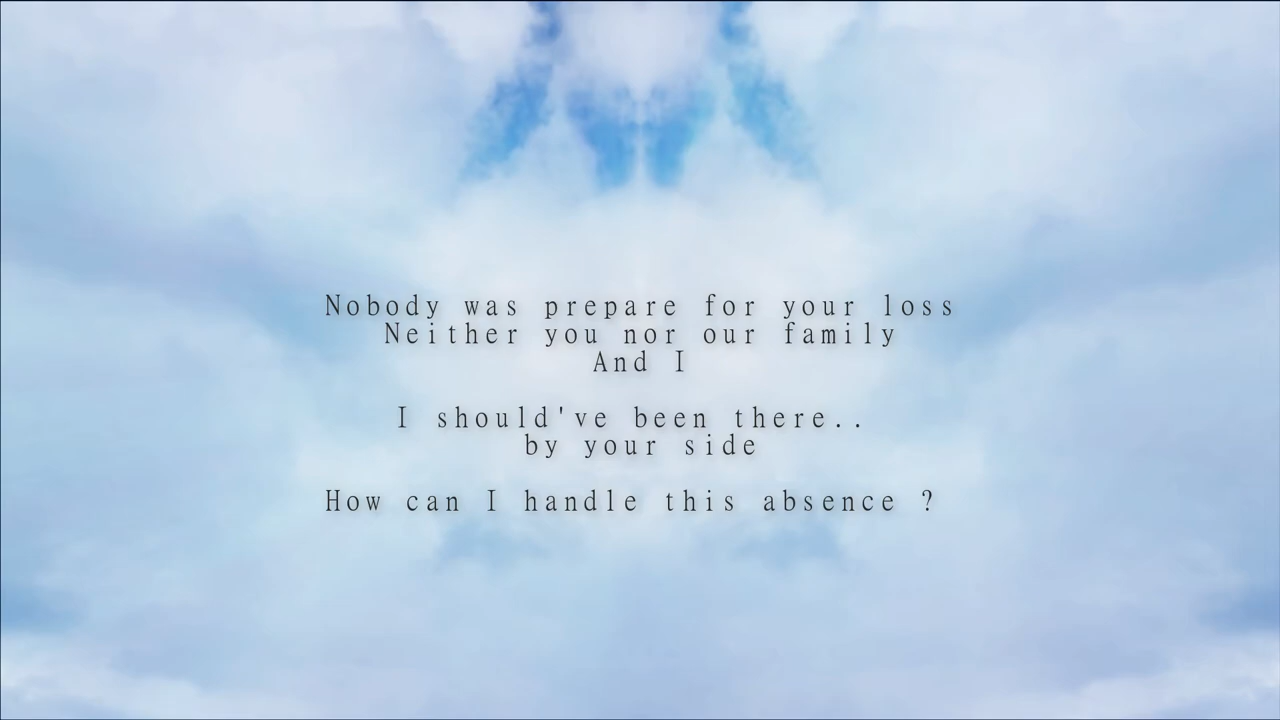 Nobody was prepare for your loss
Neither you nor our family
And I
I should've been there..
by your side
How can I handle this absence ?